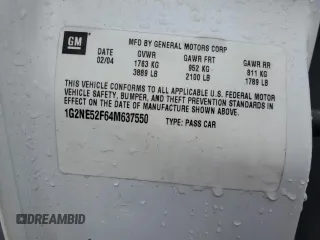 GM
MFD BY GENERAL MOTORS CORP
DATE GVWR GAWR FRT GAWR RR
02/04 1763 KG 952 KG 811 KG
3889 LB 2100 LB 1789 LB
THIS VEHICLE CONFORMS TO ALL APPLICABLE U.S. FEDERAL MOTOR
VEHICLE SAFETY, BUMPER, AND THEFT PREVENTION STANDARDS IN
EFFECT ON THE DATE OF MANUFACTURE SHOWN ABOVE.
1G2NE52F64M637550 TYPE: PASS CAR
DREAMBID